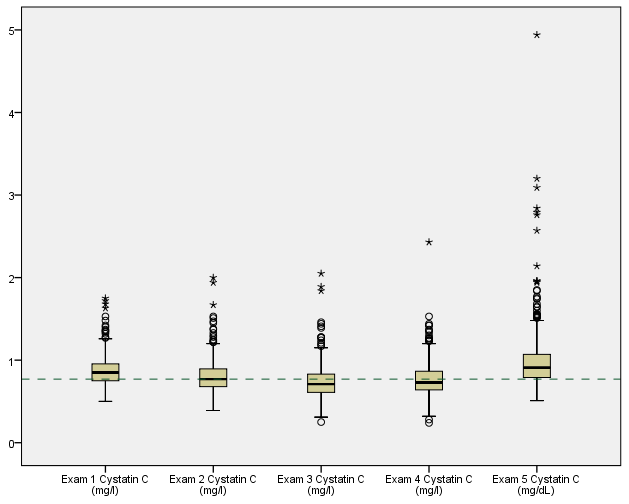 5
4
3
2
1
0
Exam 1 Cystatin C (mg/l)
Exam 2 Cystatin C (mg/l)
Exam 3 Cystatin C (mg/l)
Exam 4 Cystatin C (mg/l)
Exam 5 Cystatin C (mg/dL)